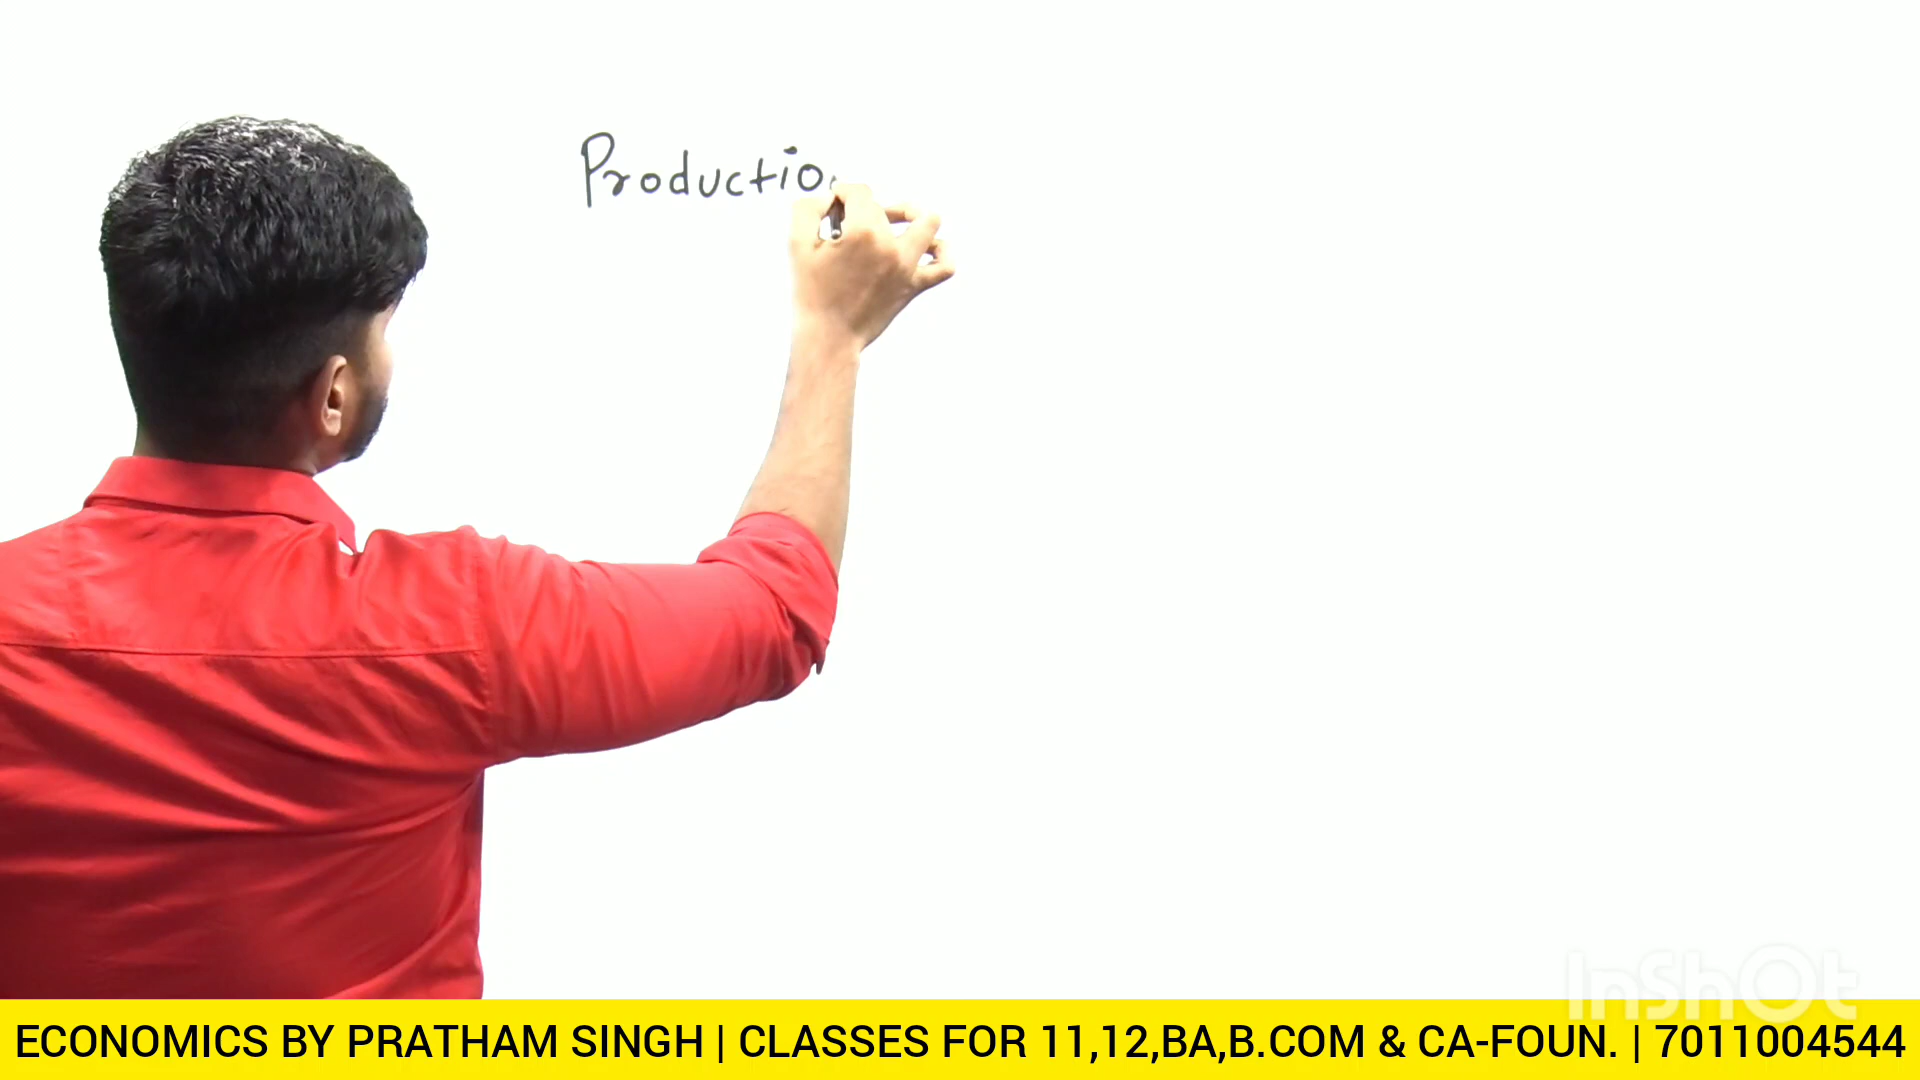 Productio
InShOt
ECONOMICS BY PRATHAM SINGH | CLASSES FOR 11,12,BA,B.COM & CA-FOUN. | 7011004544